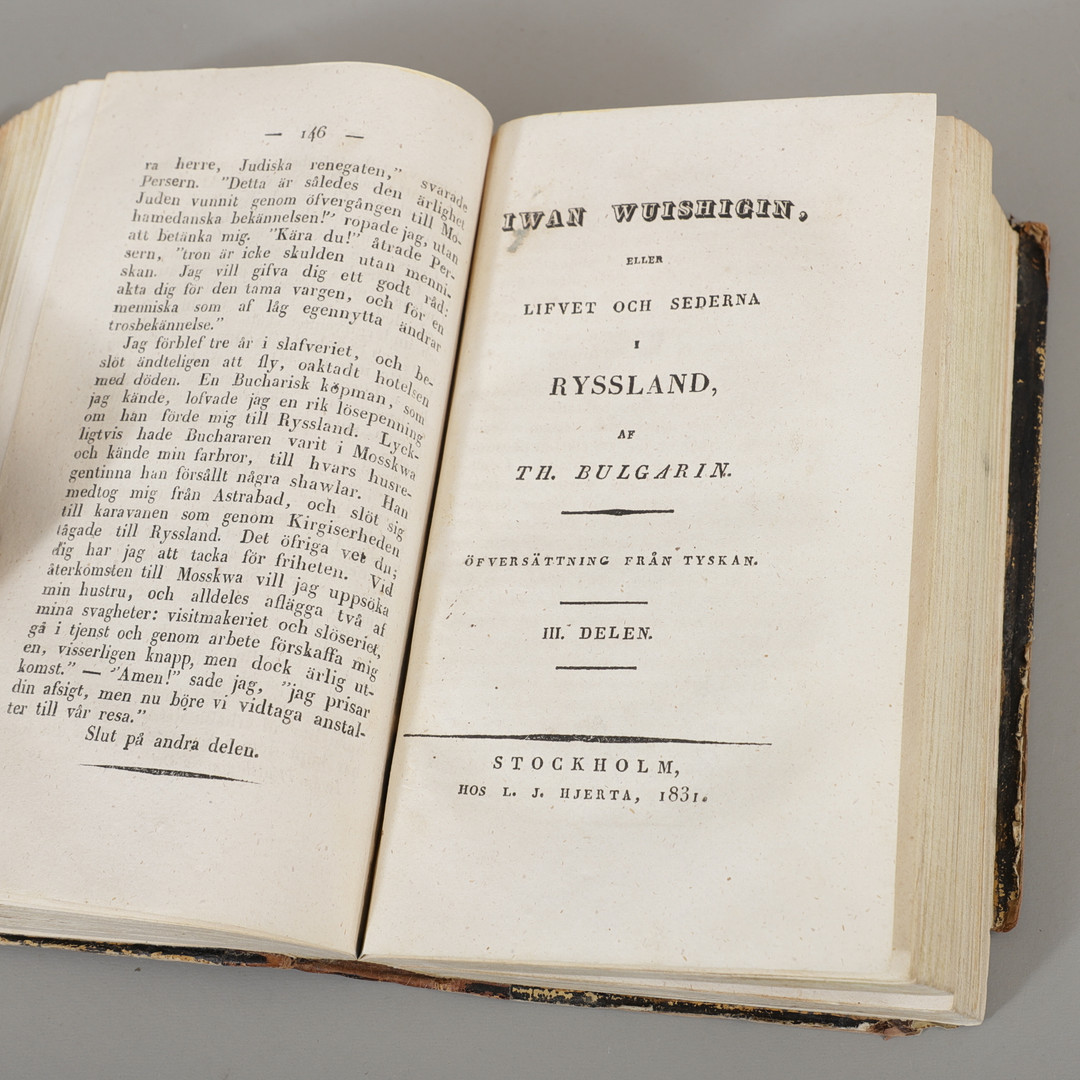 — 146 —
ra herre, Judiska renegaten,” svarade
Persern. ”Detta är således den ärlighet
Juden vunnit genom öfvergången till Mo-
hamedanska bekännelsen!” ropade jag, utan
att betänka mig. ”Kära du!” åtrade Per-
sern, ”tron är icke skulden utan menni-
skan. Jag vill gifva dig ett godt råd:
akta dig för den tama vargen, och för en
menniska som af låg egennytta ändrar
trosbekännelse.”
Jag förblef tre år i slafveriet, och be-
slöt ändteligen att fly, oaktadt hotelsen
med döden. En Bucharisk köpman, som
jag kände, lofvade jag en rik lösepenning
om han förde mig till Ryssland. Lyck-
ligtvis hade Buchararen varit i Mosskwa
och kände min farbror, till hvars husre-
gentinna han försållt några shawlar. Han
medtog mig från Astrabad, och slöt sig
till karavanen som genom Kirgiserheden
tågade till Ryssland. Det öfriga vet du;
dig har jag att tacka för friheten. Vid
återkomsten till Mosskwa vill jag uppsöka
min hustru, och alldeles aflägga två af
mina svagheter: visitmakeriet och slöseriet,
gå i tjenst och genom arbete förskaffa mig
en, visserligen knapp, men dock ärlig ut-
komst.” — ”Amen!” sade jag, ”jag prisar
din afsigt, men nu böre vi vidtaga anstal-
ter till vår resa.”
Slut på andra delen.
IWAN WUISHIGIN,
ELLER
LIFVET OCH SEDERNA
I
RYSSLAND,
AF
TH. BULGARIN.
ÖFVERSÄTTNING FRÅN TYSKAN.
III. DELEN.
STOCKHOLM,
HOS L. J. HJERTA, 1831.